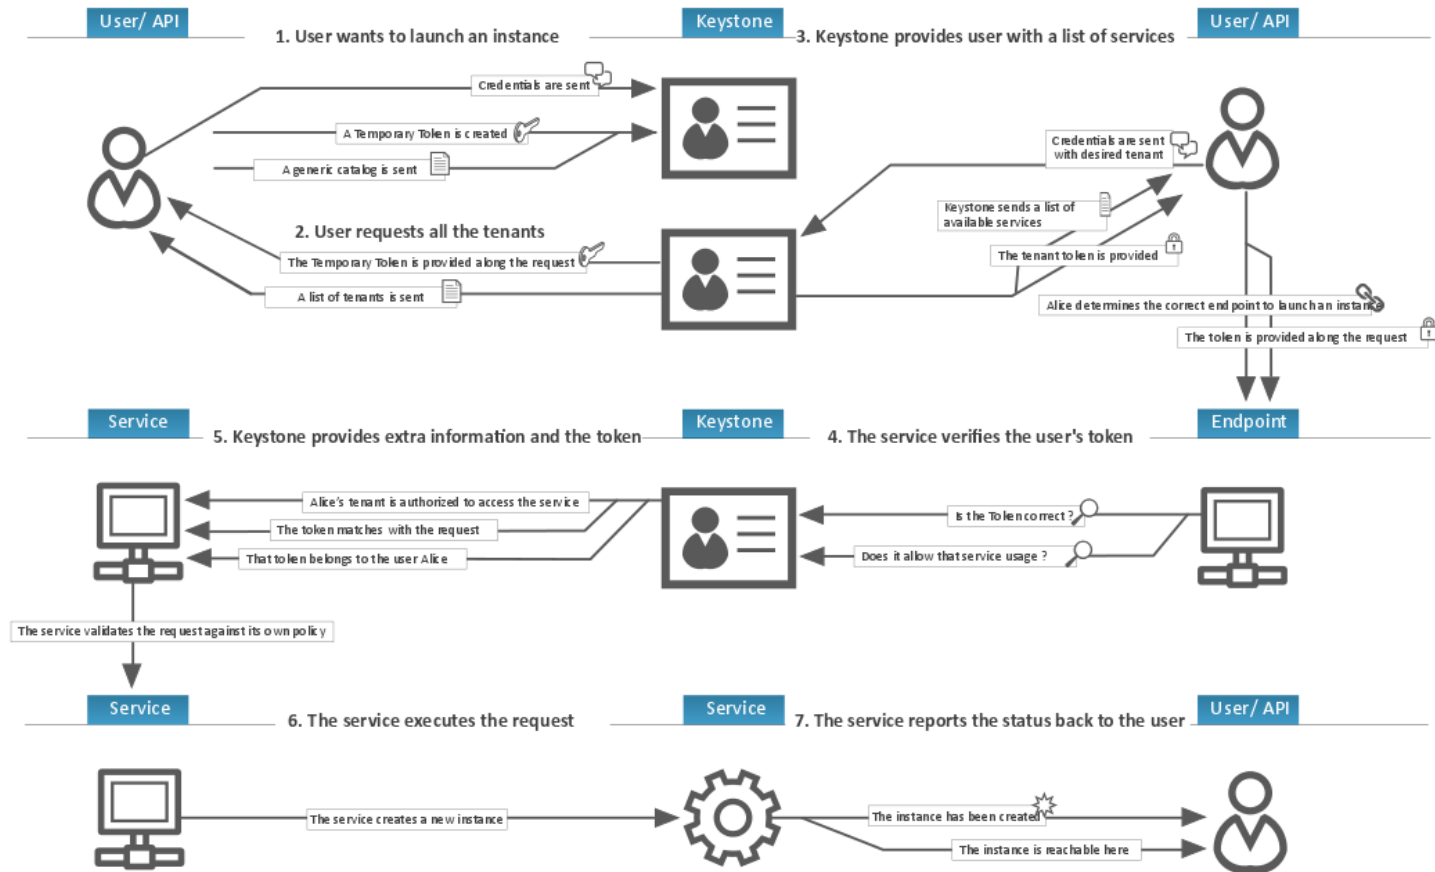 User/ API
1. User wants to launch an instance
Keystone
3. Keystone provides user with a list of services
User/ API
Credentials are sent
A Temporary Token is created
A generic catalog is sent
Credentials are sent
with desired tenant
Keystone sends a list of
available services
2. User requests all the tenants
The Temporary Token is provided along the request
The tenant token is provided
A list of tenants is sent
Alice determines the correct endpoint to launch an instance
The token is provided along the request
Service
5. Keystone provides extra information and the token
Keystone
4. The service verifies the user's token
Endpoint
Alice's tenant is authorized to access the service
The token matches with the request
That token belongs to the user Alice
Is the Token correct ?
Does it allow that service usage ?
The service validates the request against its own policy
Service
6. The service executes the request
Service
7. The service reports the status back to the user
User/ API
The service creates a new instance
The instance has been created
The instance is reachable here